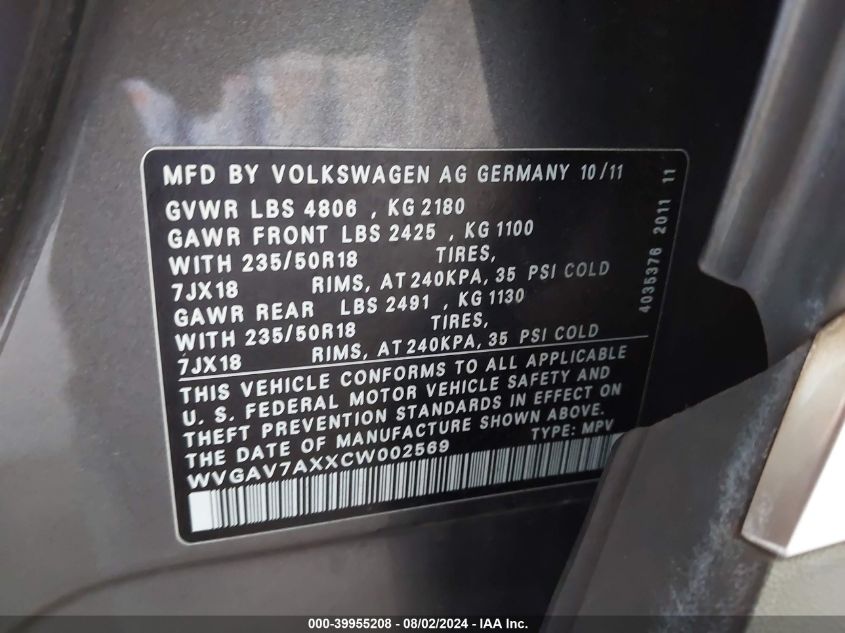 MFD BY VOLKSWAGEN AG GERMANY 10/11
GVWR LBS 4806 , KG 2180
GAWR FRONT LBS 2425 , KG 1100
WITH 235/50R18 TIRES,
7JX18 RIMS, AT 240KPA, 35 PSI COLD
GAWR REAR LBS 2491 , KG 1130
WITH 235/50R18 TIRES,
7JX18 RIMS, AT 240KPA, 35 PSI COLD
THIS VEHICLE CONFORMS TO ALL APPLICABLE
U. S. FEDERAL MOTOR VEHICLE SAFETY AND
THEFT PREVENTION STANDARDS IN EFFECT ON
THE DATE OF MANUFACTURE SHOWN ABOVE.
WVGAV7AXXCW002569 TYPE: MPV
4035376 2011 11
000-39955208 - 08/02/2024 - IAA Inc.